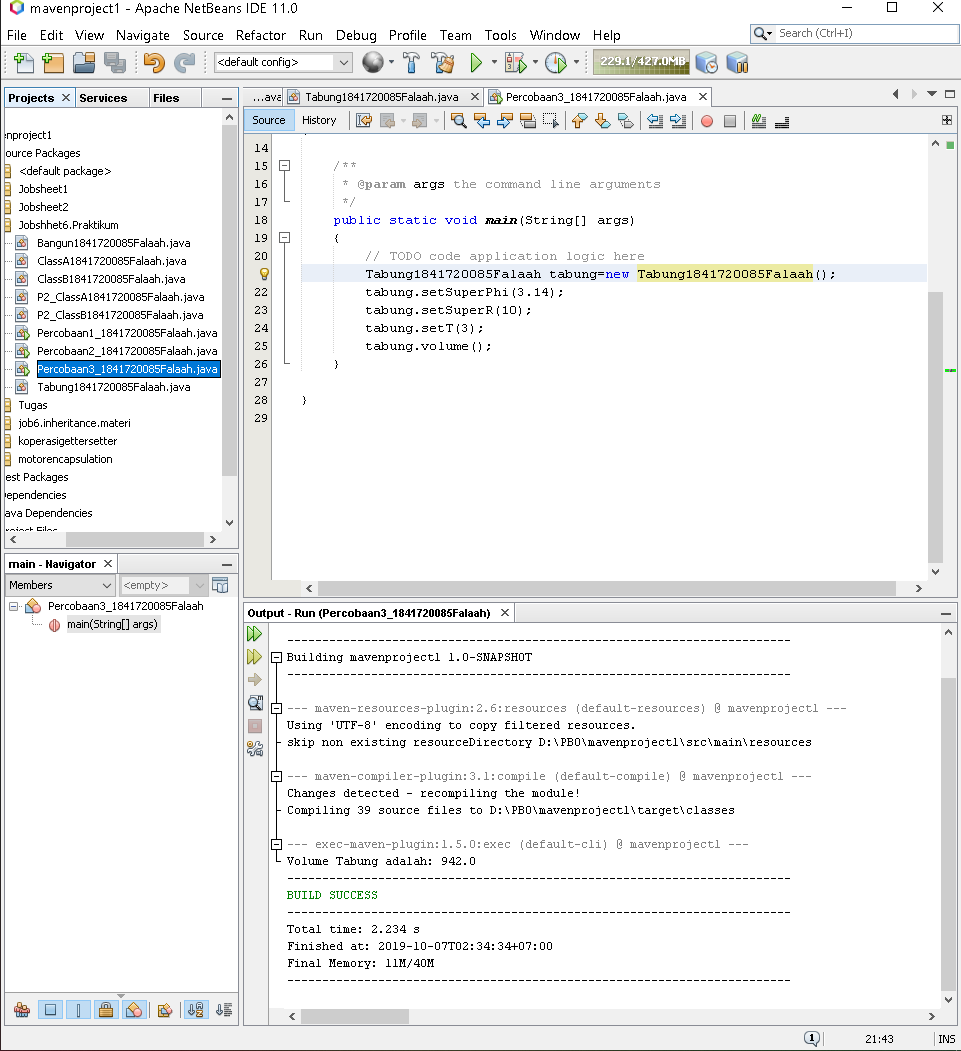 mavenproject1 - Apache NetBeans IDE 11.0
File Edit View Navigate Source Refactor Run Debug Profile Team Tools Window Help
Search (Ctrl+I)
<default config>
229.1/427.0MB
Projects Services Files
...ava Tabung1841720085Falaah.java Percobaan3_1841720085Falaah.java
Source History
enproject1
ource Packages
<default package>
Jobsheet1
Jobsheet2
Jobshhet6.Praktikum
Bangun1841720085Falaah.java
ClassA1841720085Falaah.java
ClassB1841720085Falaah.java
P2_ClassA1841720085Falaah.java
P2_ClassB1841720085Falaah.java
Percobaan1_1841720085Falaah.java
Percobaan2_1841720085Falaah.java
Percobaan3_1841720085Falaah.java
Tabung1841720085Falaah.java
Tugas
job6.inheritance.materi
koperasigettersetter
motorencapsulation
est Packages
ependencies
ava Dependencies
roject Files
14
15 /**
16 * @param args the command line arguments
17 */
18 public static void main(String[] args)
19 {
20 // TODO code application logic here
Tabung1841720085Falaah tabung=new Tabung1841720085Falaah();
22 tabung.setSuperPhi(3.14);
23 tabung.setSuperR(10);
24 tabung.setT(3);
25 tabung.volume();
26 }
27
28 }
29
main - Navigator
Members <empty>
Percobaan3_1841720085Falaah
main(String[] args)
Output - Run (Percobaan3_1841720085Falaah)
------------------------------------------------------------------------
Building mavenproject1 1.0-SNAPSHOT
------------------------------------------------------------------------
--- maven-resources-plugin:2.6:resources (default-resources) @ mavenproject1 ---
Using 'UTF-8' encoding to copy filtered resources.
skip non existing resourceDirectory D:\PBO\mavenproject1\src\main\resources
--- maven-compiler-plugin:3.1:compile (default-compile) @ mavenproject1 ---
Changes detected - recompiling the module!
Compiling 39 source files to D:\PBO\mavenproject1\target\classes
--- exec-maven-plugin:1.5.0:exec (default-cli) @ mavenproject1 ---
Volume Tabung adalah: 942.0
------------------------------------------------------------------------
BUILD SUCCESS
------------------------------------------------------------------------
Total time: 2.234 s
Finished at: 2019-10-07T02:34:34+07:00
Final Memory: 11M/40M
------------------------------------------------------------------------
1 21:43 INS